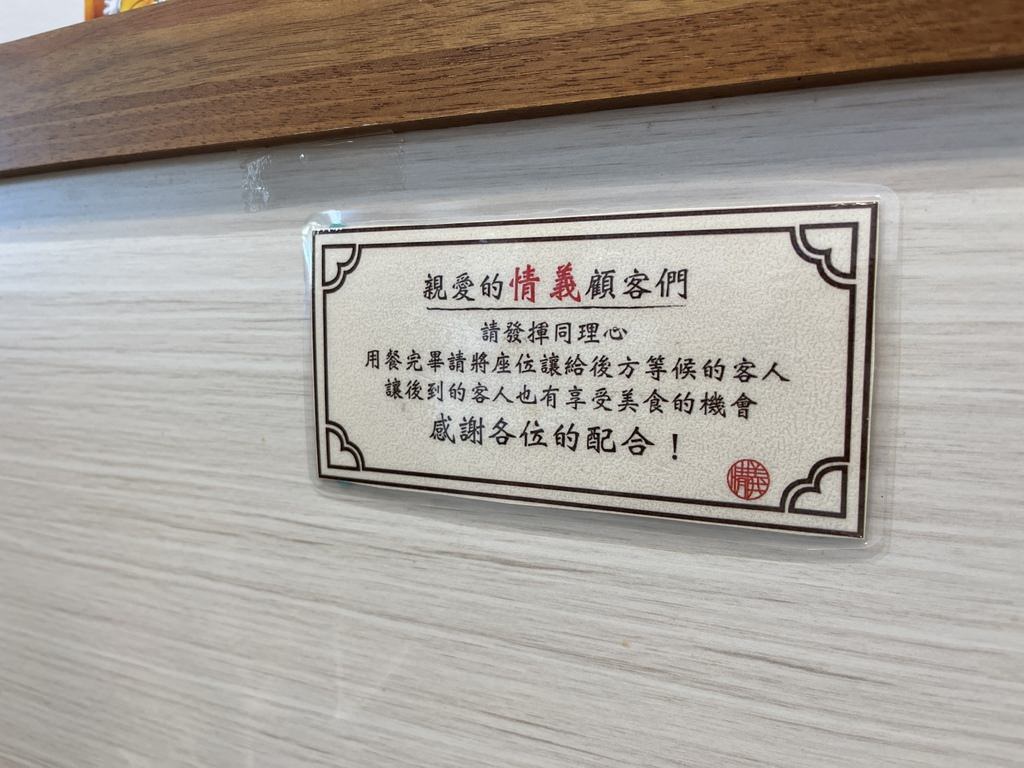 親愛的情義顧客們
請發揮同理心
用餐完畢請將座位讓給後方等候的客人
讓後到的客人也有享受美食的機會
感謝各位的配合！
情義